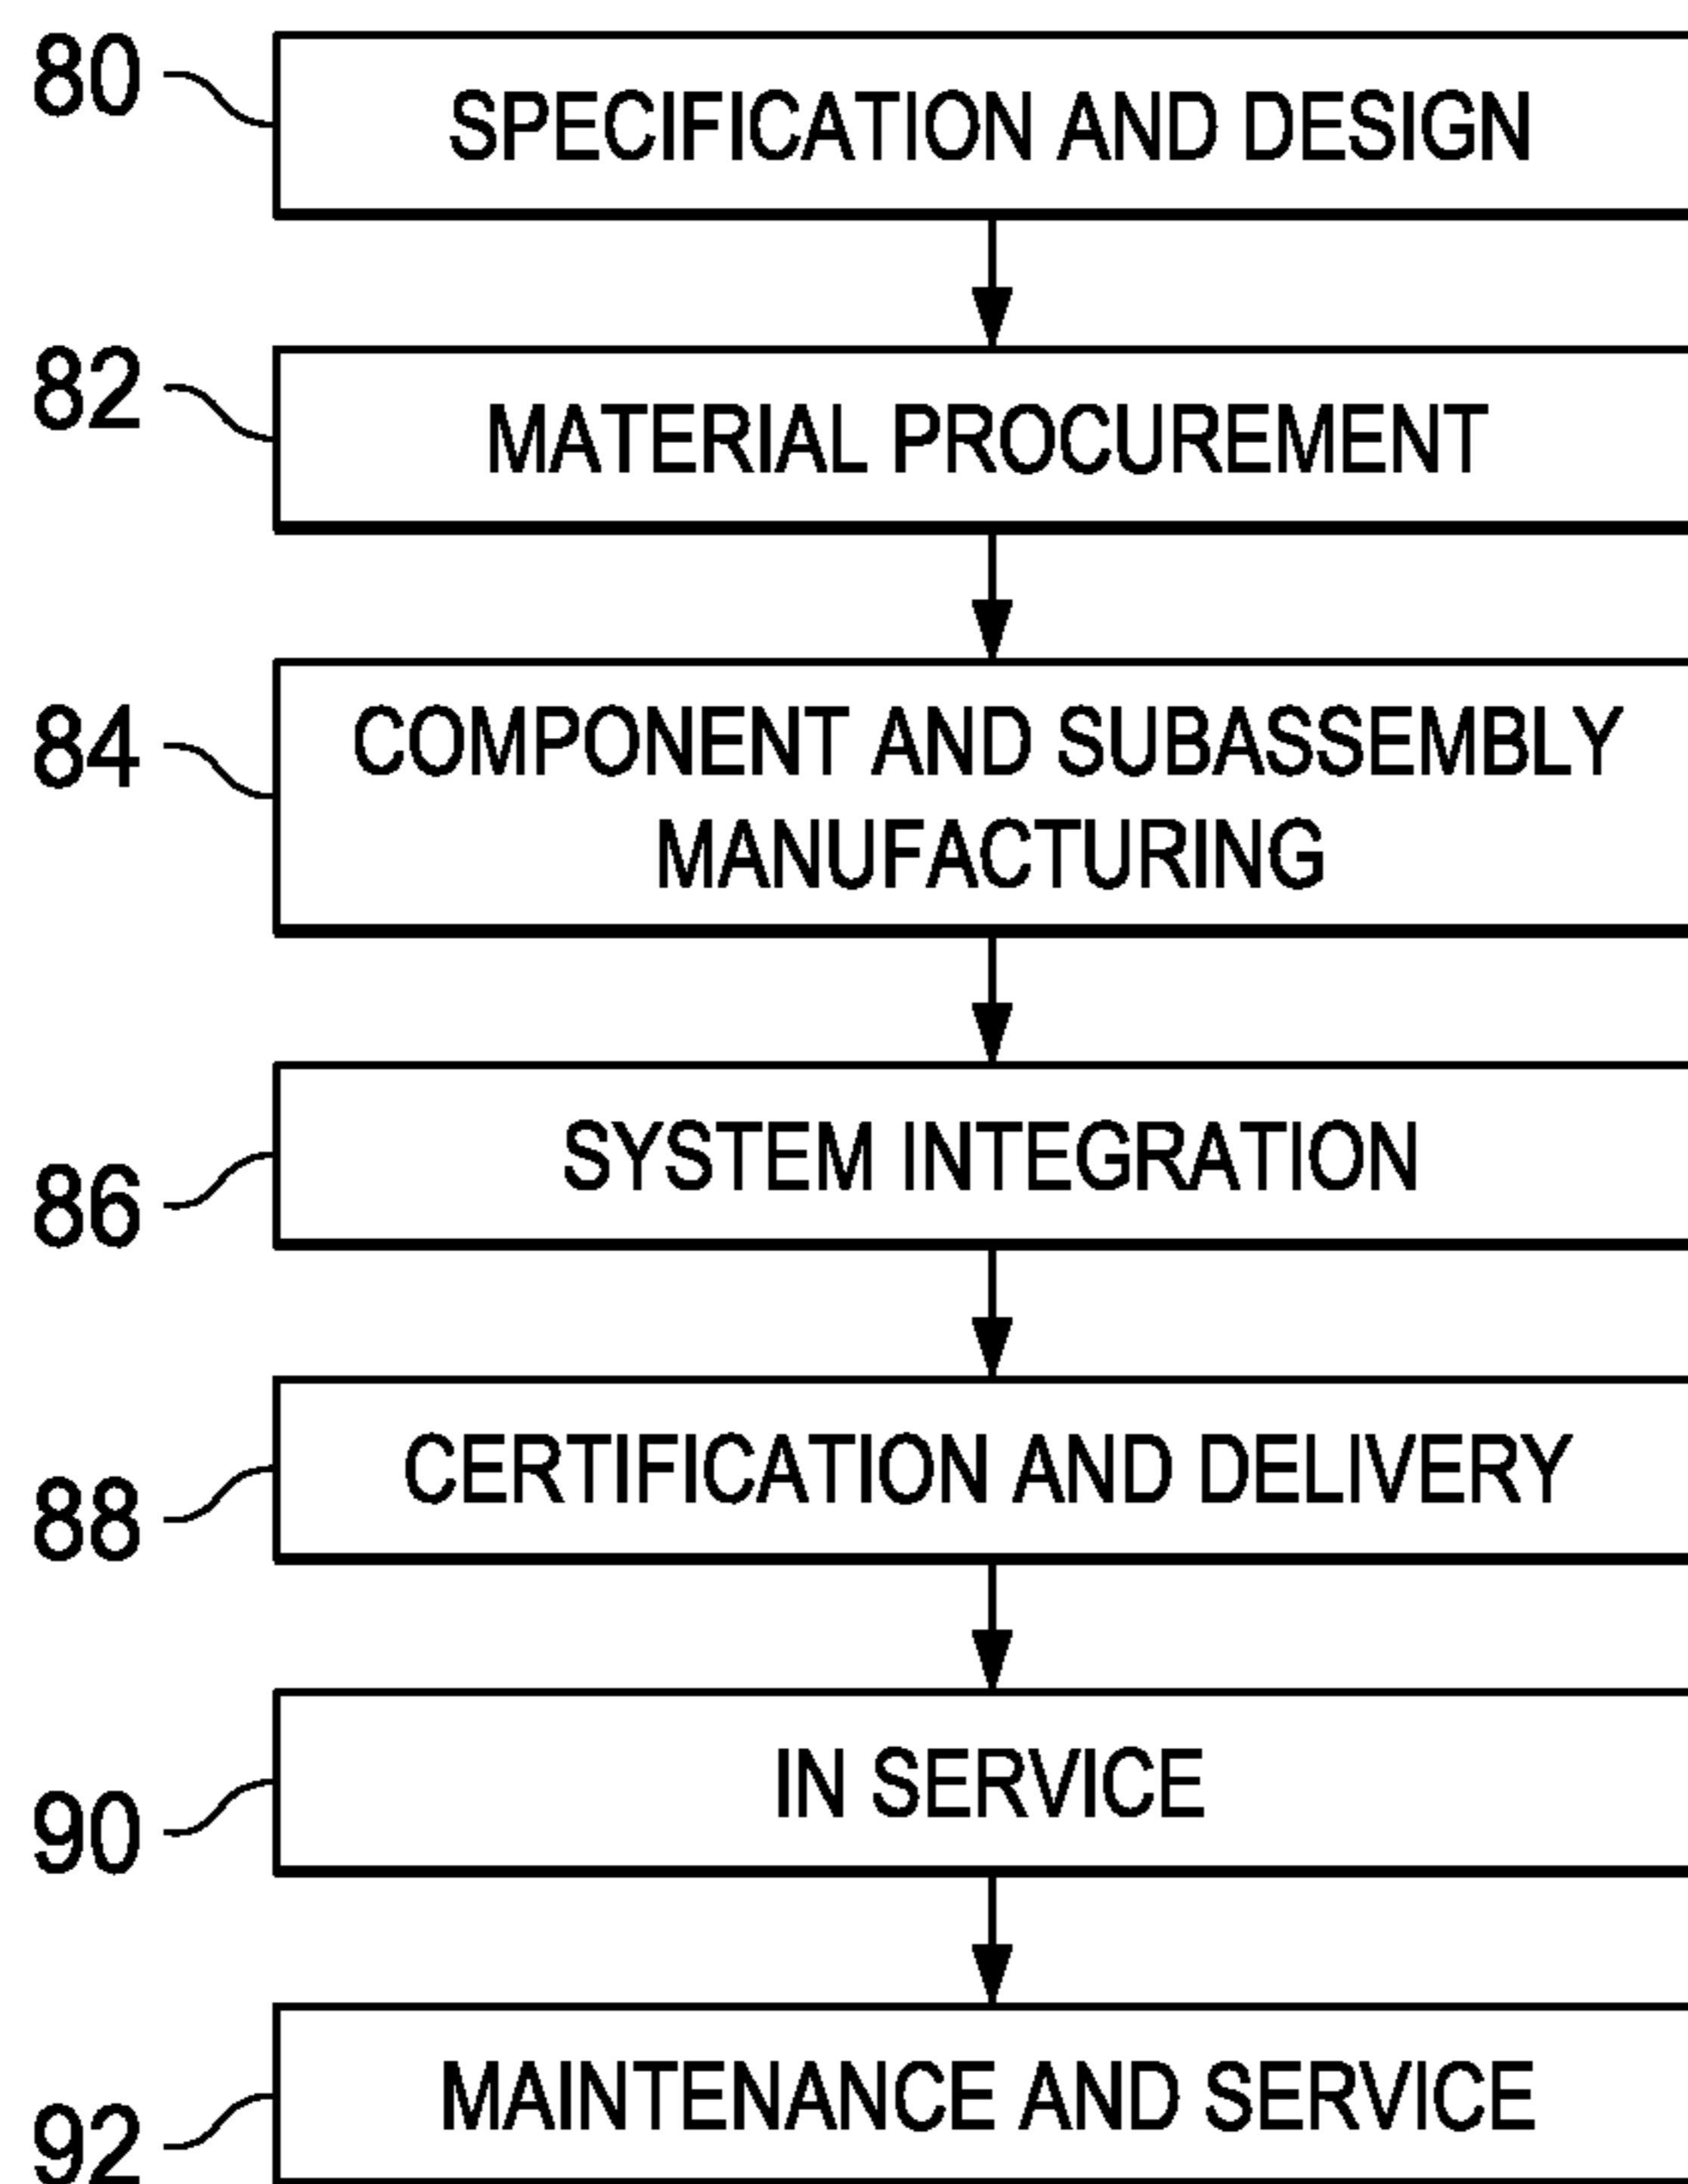 80
SPECIFICATION AND DESIGN
82
MATERIAL PROCUREMENT
84
COMPONENT AND SUBASSEMBLY
MANUFACTURING
86
SYSTEM INTEGRATION
88
CERTIFICATION AND DELIVERY
90
IN SERVICE
92
MAINTENANCE AND SERVICE